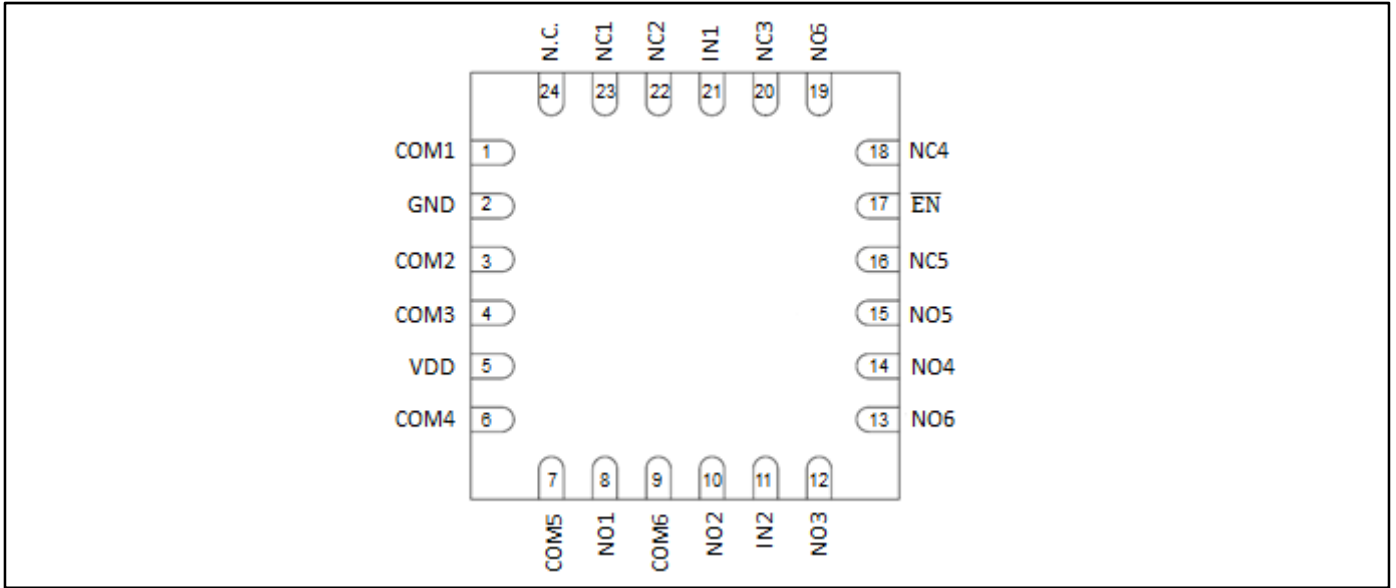 N.C. NC1 NC2 IN1 NC3 NO6
24 23 22 21 20 19
COM1 1 18 NC4
GND 2 17 EN
COM2 3 16 NC5
COM3 4 15 NO5
VDD 5 14 NO4
COM4 6 13 NO6
7 8 9 10 11 12
COM5 NO1 COM6 NO2 IN2 NO3